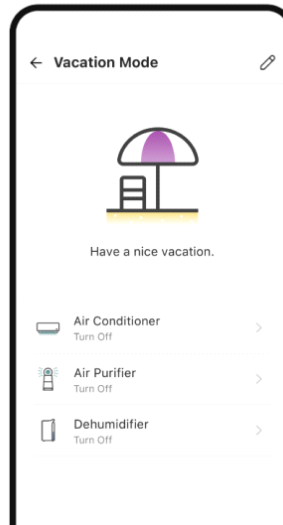 Vacation Mode
Have a nice vacation.
Air Conditioner
Turn Off
Air Purifier
Turn Off
Dehumidifier
Turn Off